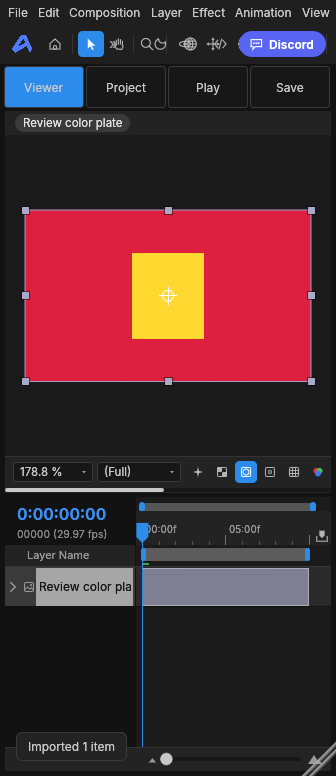 File Edit Composition Layer Effect Animation View
Discord
Viewer Project Play Save
Review color plate
178.8 % (Full)
0:00:00:00
00000 (29.97 fps)
00:00f 05:00f
Layer Name
Review color pla
Imported 1 item